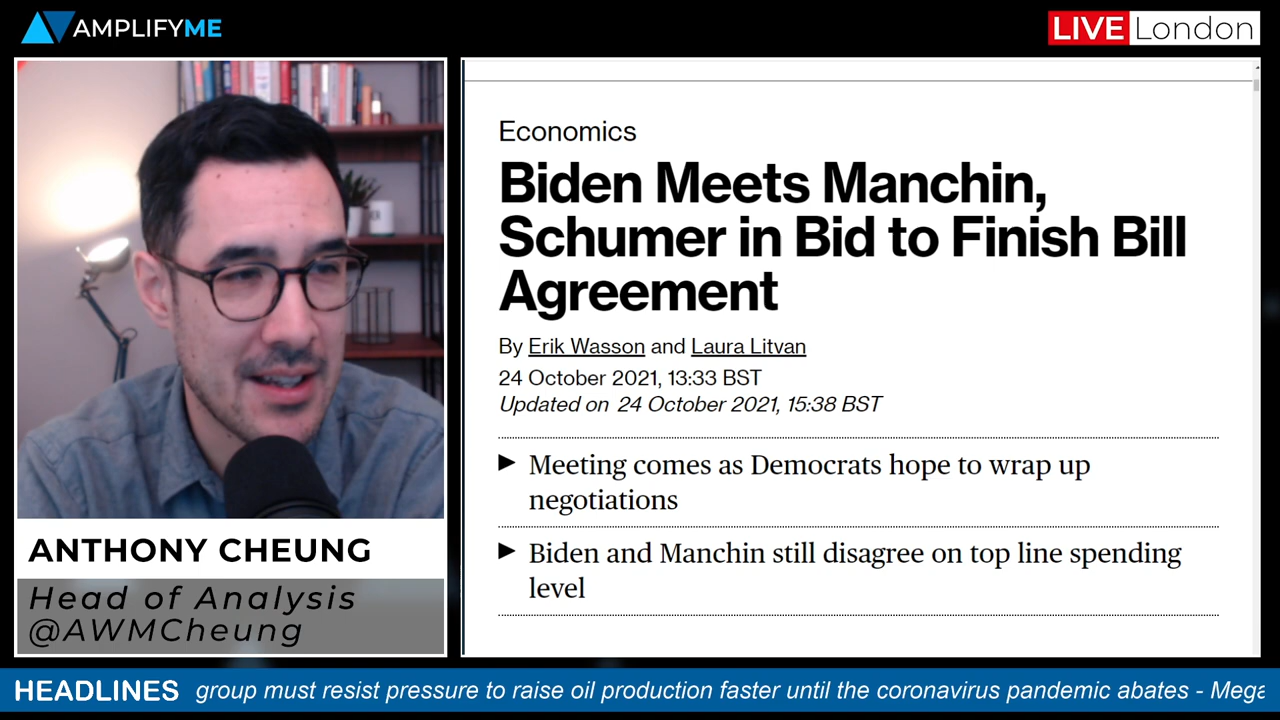 AMPLIFYME
LIVE London
Economics
Biden Meets Manchin,
Schumer in Bid to Finish Bill
Agreement
By Erik Wasson and Laura Litvan
24 October 2021, 13:33 BST
Updated on 24 October 2021, 15:38 BST
Meeting comes as Democrats hope to wrap up
negotiations
Biden and Manchin still disagree on top line spending
level
ANTHONY CHEUNG
Head of Analysis
@AWMCheung
HEADLINES group must resist pressure to raise oil production faster until the coronavirus pandemic abates -